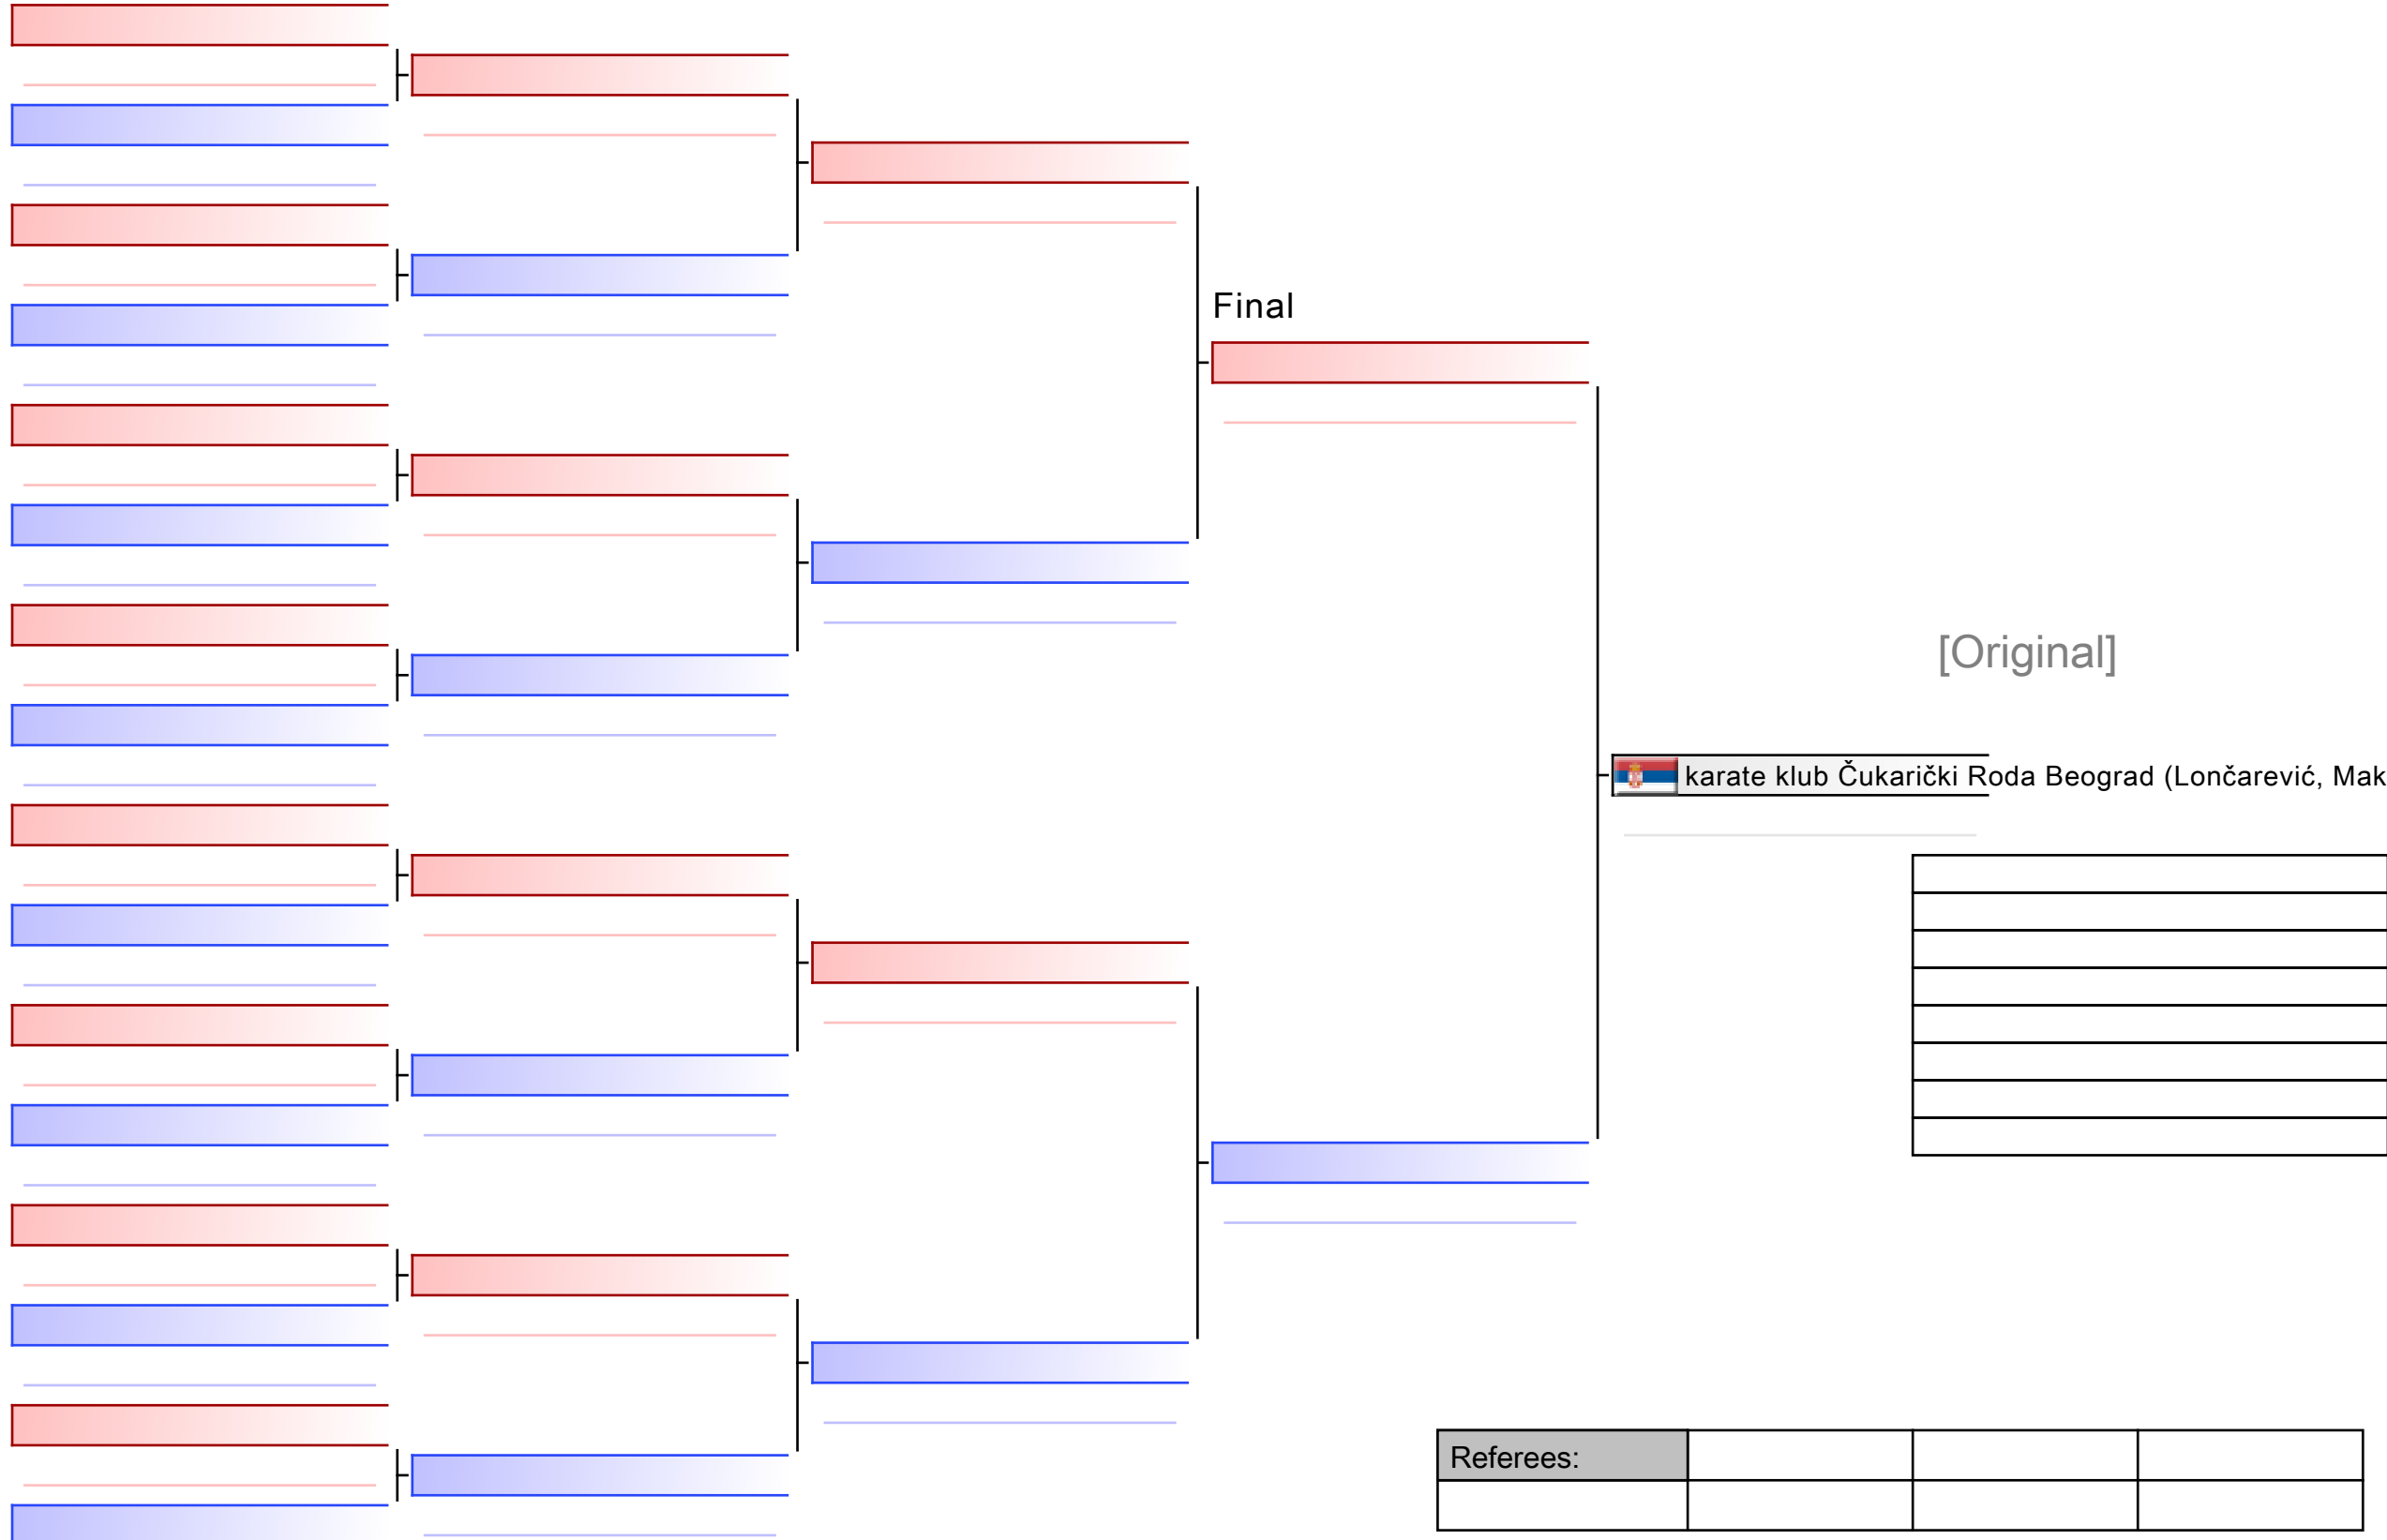 Final
[Original]
karate klub Čukarički Roda Beograd (Lončarević, Mak
Referees: